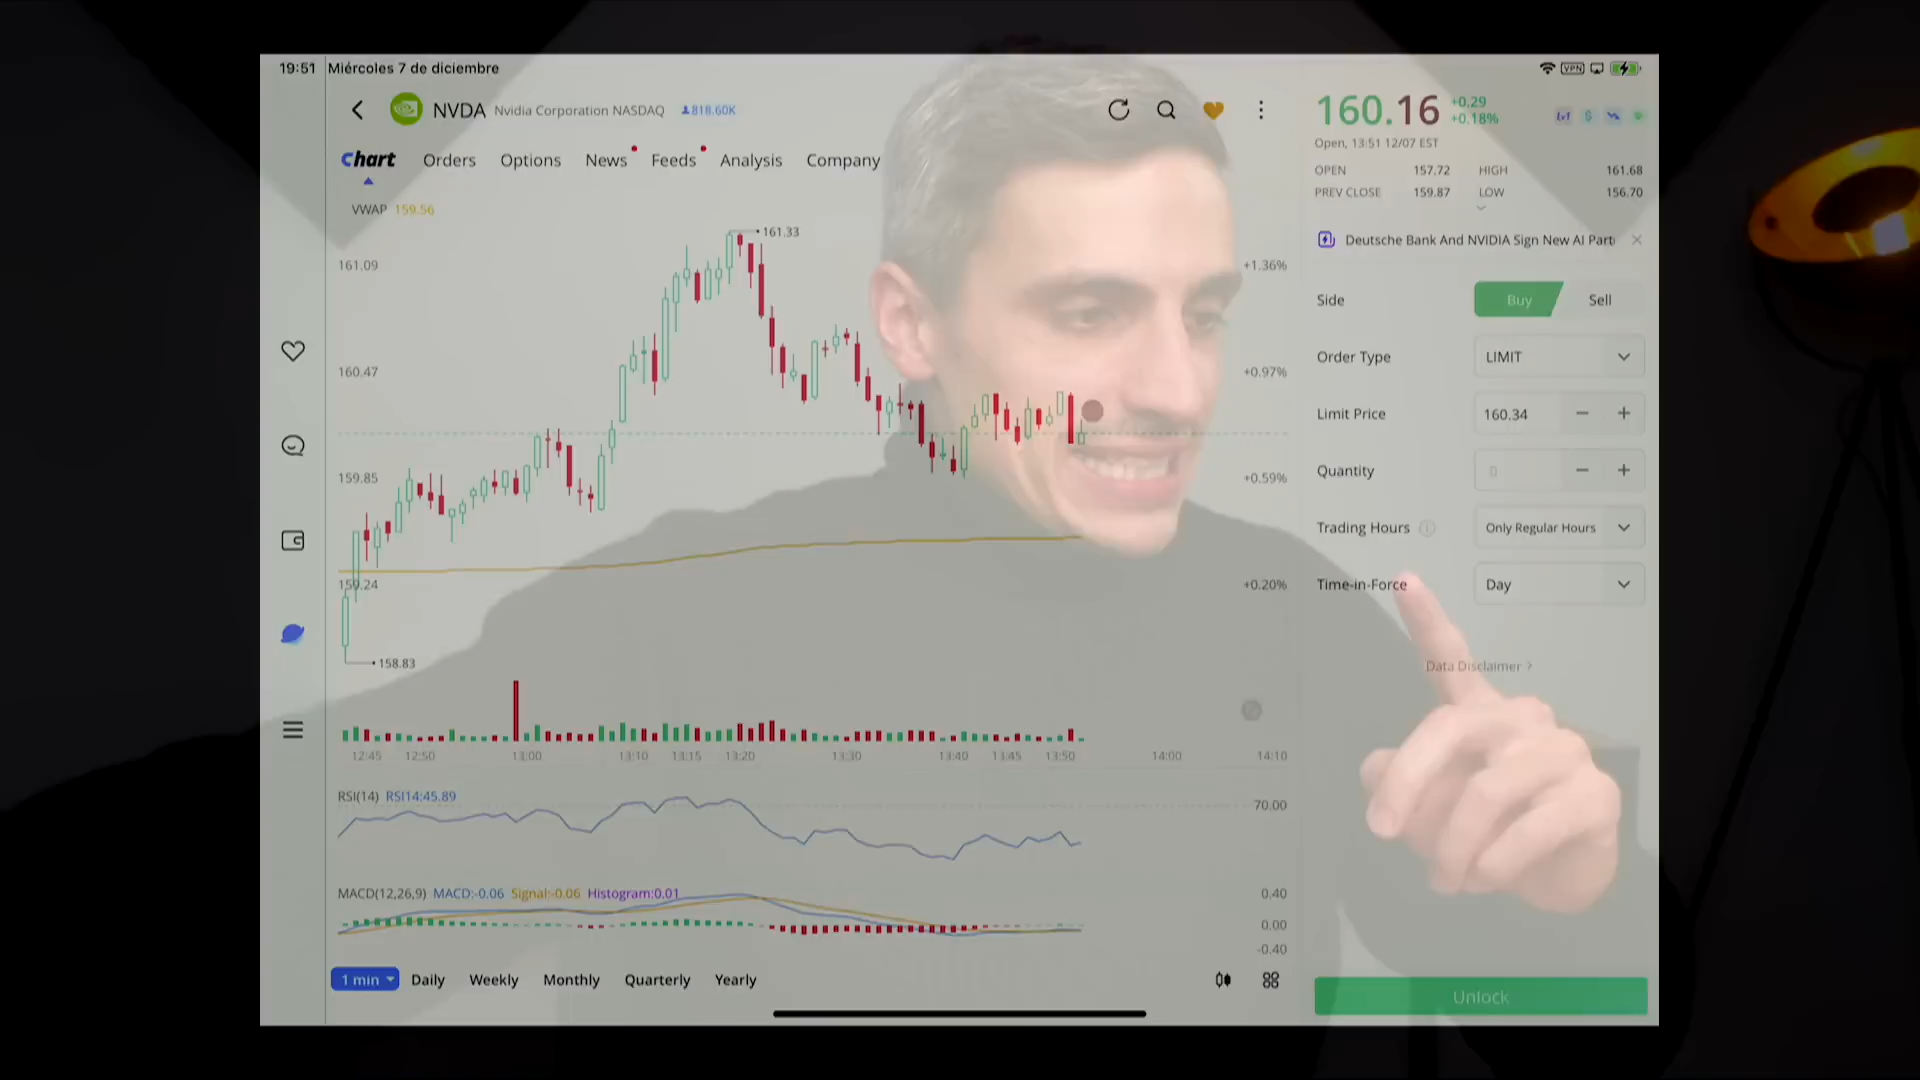 19:51 Miércoles 7 de diciembre
VPN
NVDA Nvidia Corporation NASDAQ 818.60K
Chart Orders Options News Feeds Analysis Company
VWAP 159.56
161.33
161.09 +1.36%
160.47 +0.97%
159.85 +0.59%
159.24 +0.20%
158.83
12:45 12:50 13:00 13:10 13:15 13:20 13:30 13:40 13:45 13:50 14:00 14:10
RSI(14) RSI14:45.89
70.00
MACD(12,26,9) MACD:-0.06 Signal:-0.06 Histogram:0.01
0.40
0.00
-0.40
1 min Daily Weekly Monthly Quarterly Yearly
160.16 +0.29
+0.18%
Lv1
Open, 13:51 12/07 EST
OPEN 157.72 HIGH 161.68
PREV CLOSE 159.87 LOW 156.70
Deutsche Bank And NVIDIA Sign New AI Part
Side Buy Sell
Order Type LIMIT
Limit Price 160.34 − +
Quantity 0 − +
Trading Hours Only Regular Hours
Time-in-Force Day
Data Disclaimer >
Unlock